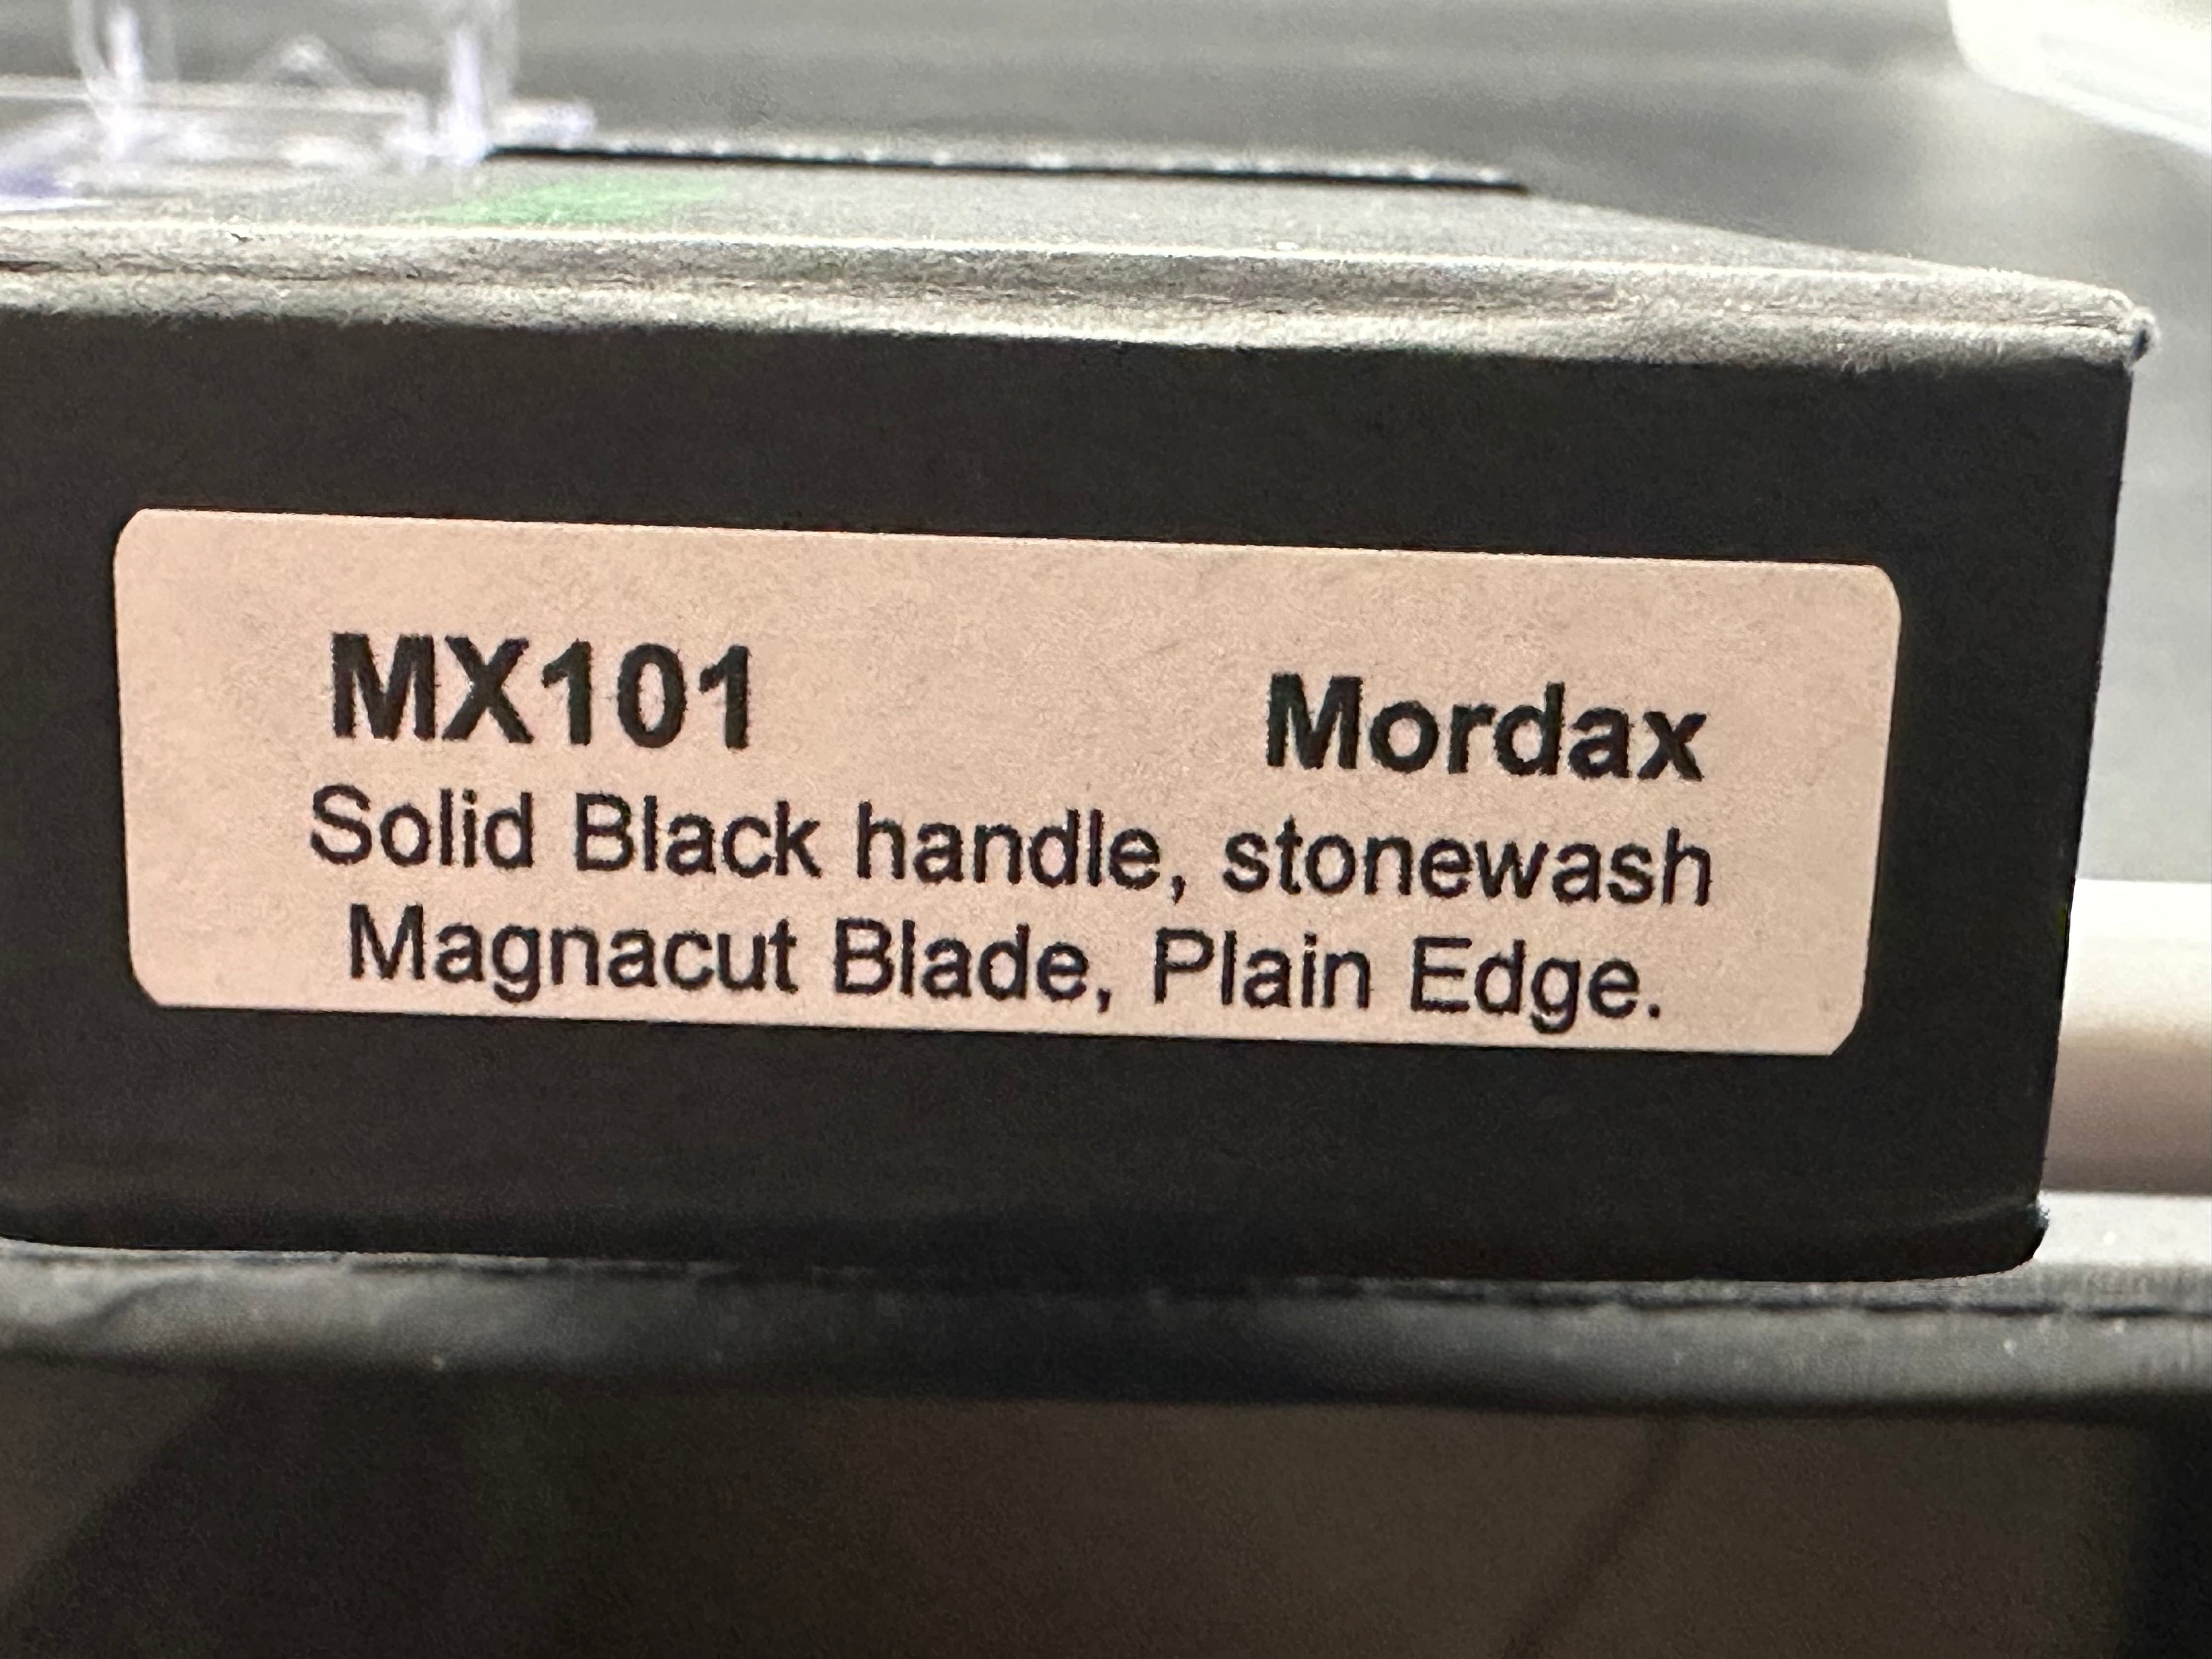 MX101 Mordax
Solid Black handle, stonewash
Magnacut Blade, Plain Edge.